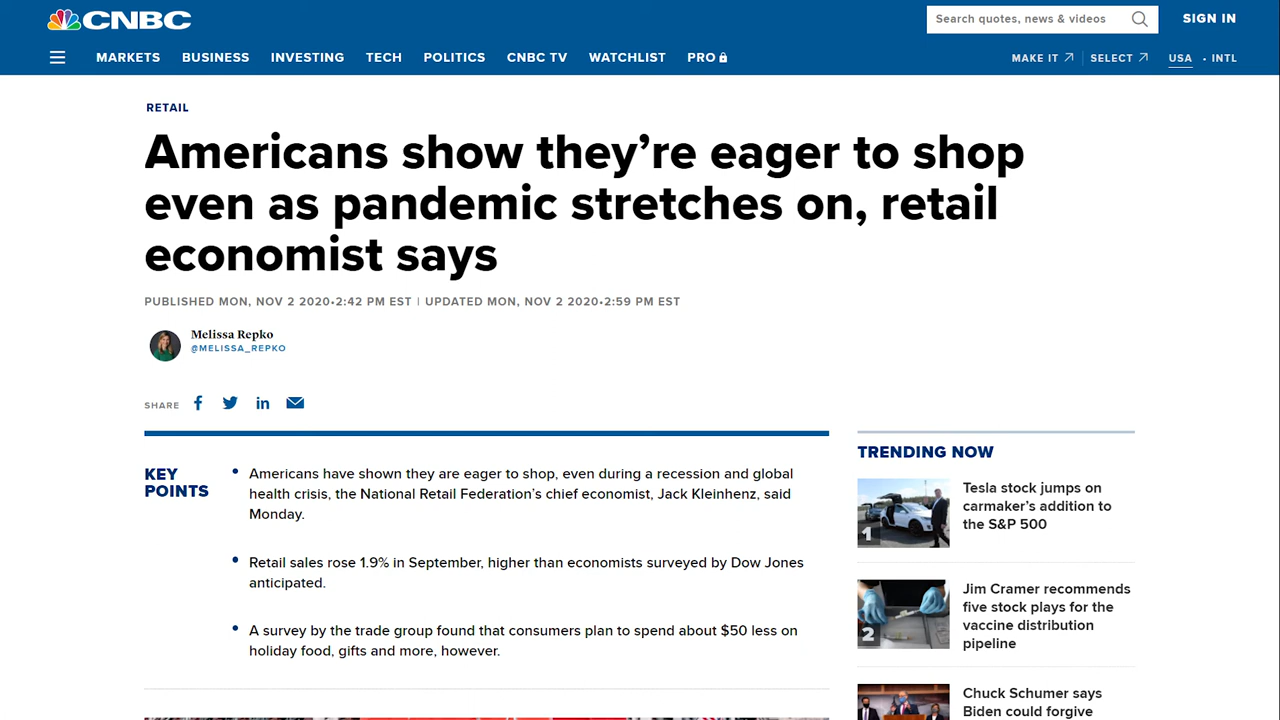 CNBC
Search quotes, news & videos
SIGN IN
MARKETS BUSINESS INVESTING TECH POLITICS CNBC TV WATCHLIST PRO
MAKE IT SELECT USA • INTL
RETAIL
Americans show they’re eager to shop
even as pandemic stretches on, retail
economist says
PUBLISHED MON, NOV 2 2020•2:42 PM EST | UPDATED MON, NOV 2 2020•2:59 PM EST
Melissa Repko
@MELISSA_REPKO
SHARE
KEY
POINTS
• Americans have shown they are eager to shop, even during a recession and global
health crisis, the National Retail Federation’s chief economist, Jack Kleinhenz, said
Monday.
• Retail sales rose 1.9% in September, higher than economists surveyed by Dow Jones
anticipated.
• A survey by the trade group found that consumers plan to spend about $50 less on
holiday food, gifts and more, however.
TRENDING NOW
1
Tesla stock jumps on
carmaker’s addition to
the S&P 500
2
Jim Cramer recommends
five stock plays for the
vaccine distribution
pipeline
Chuck Schumer says
Biden could forgive